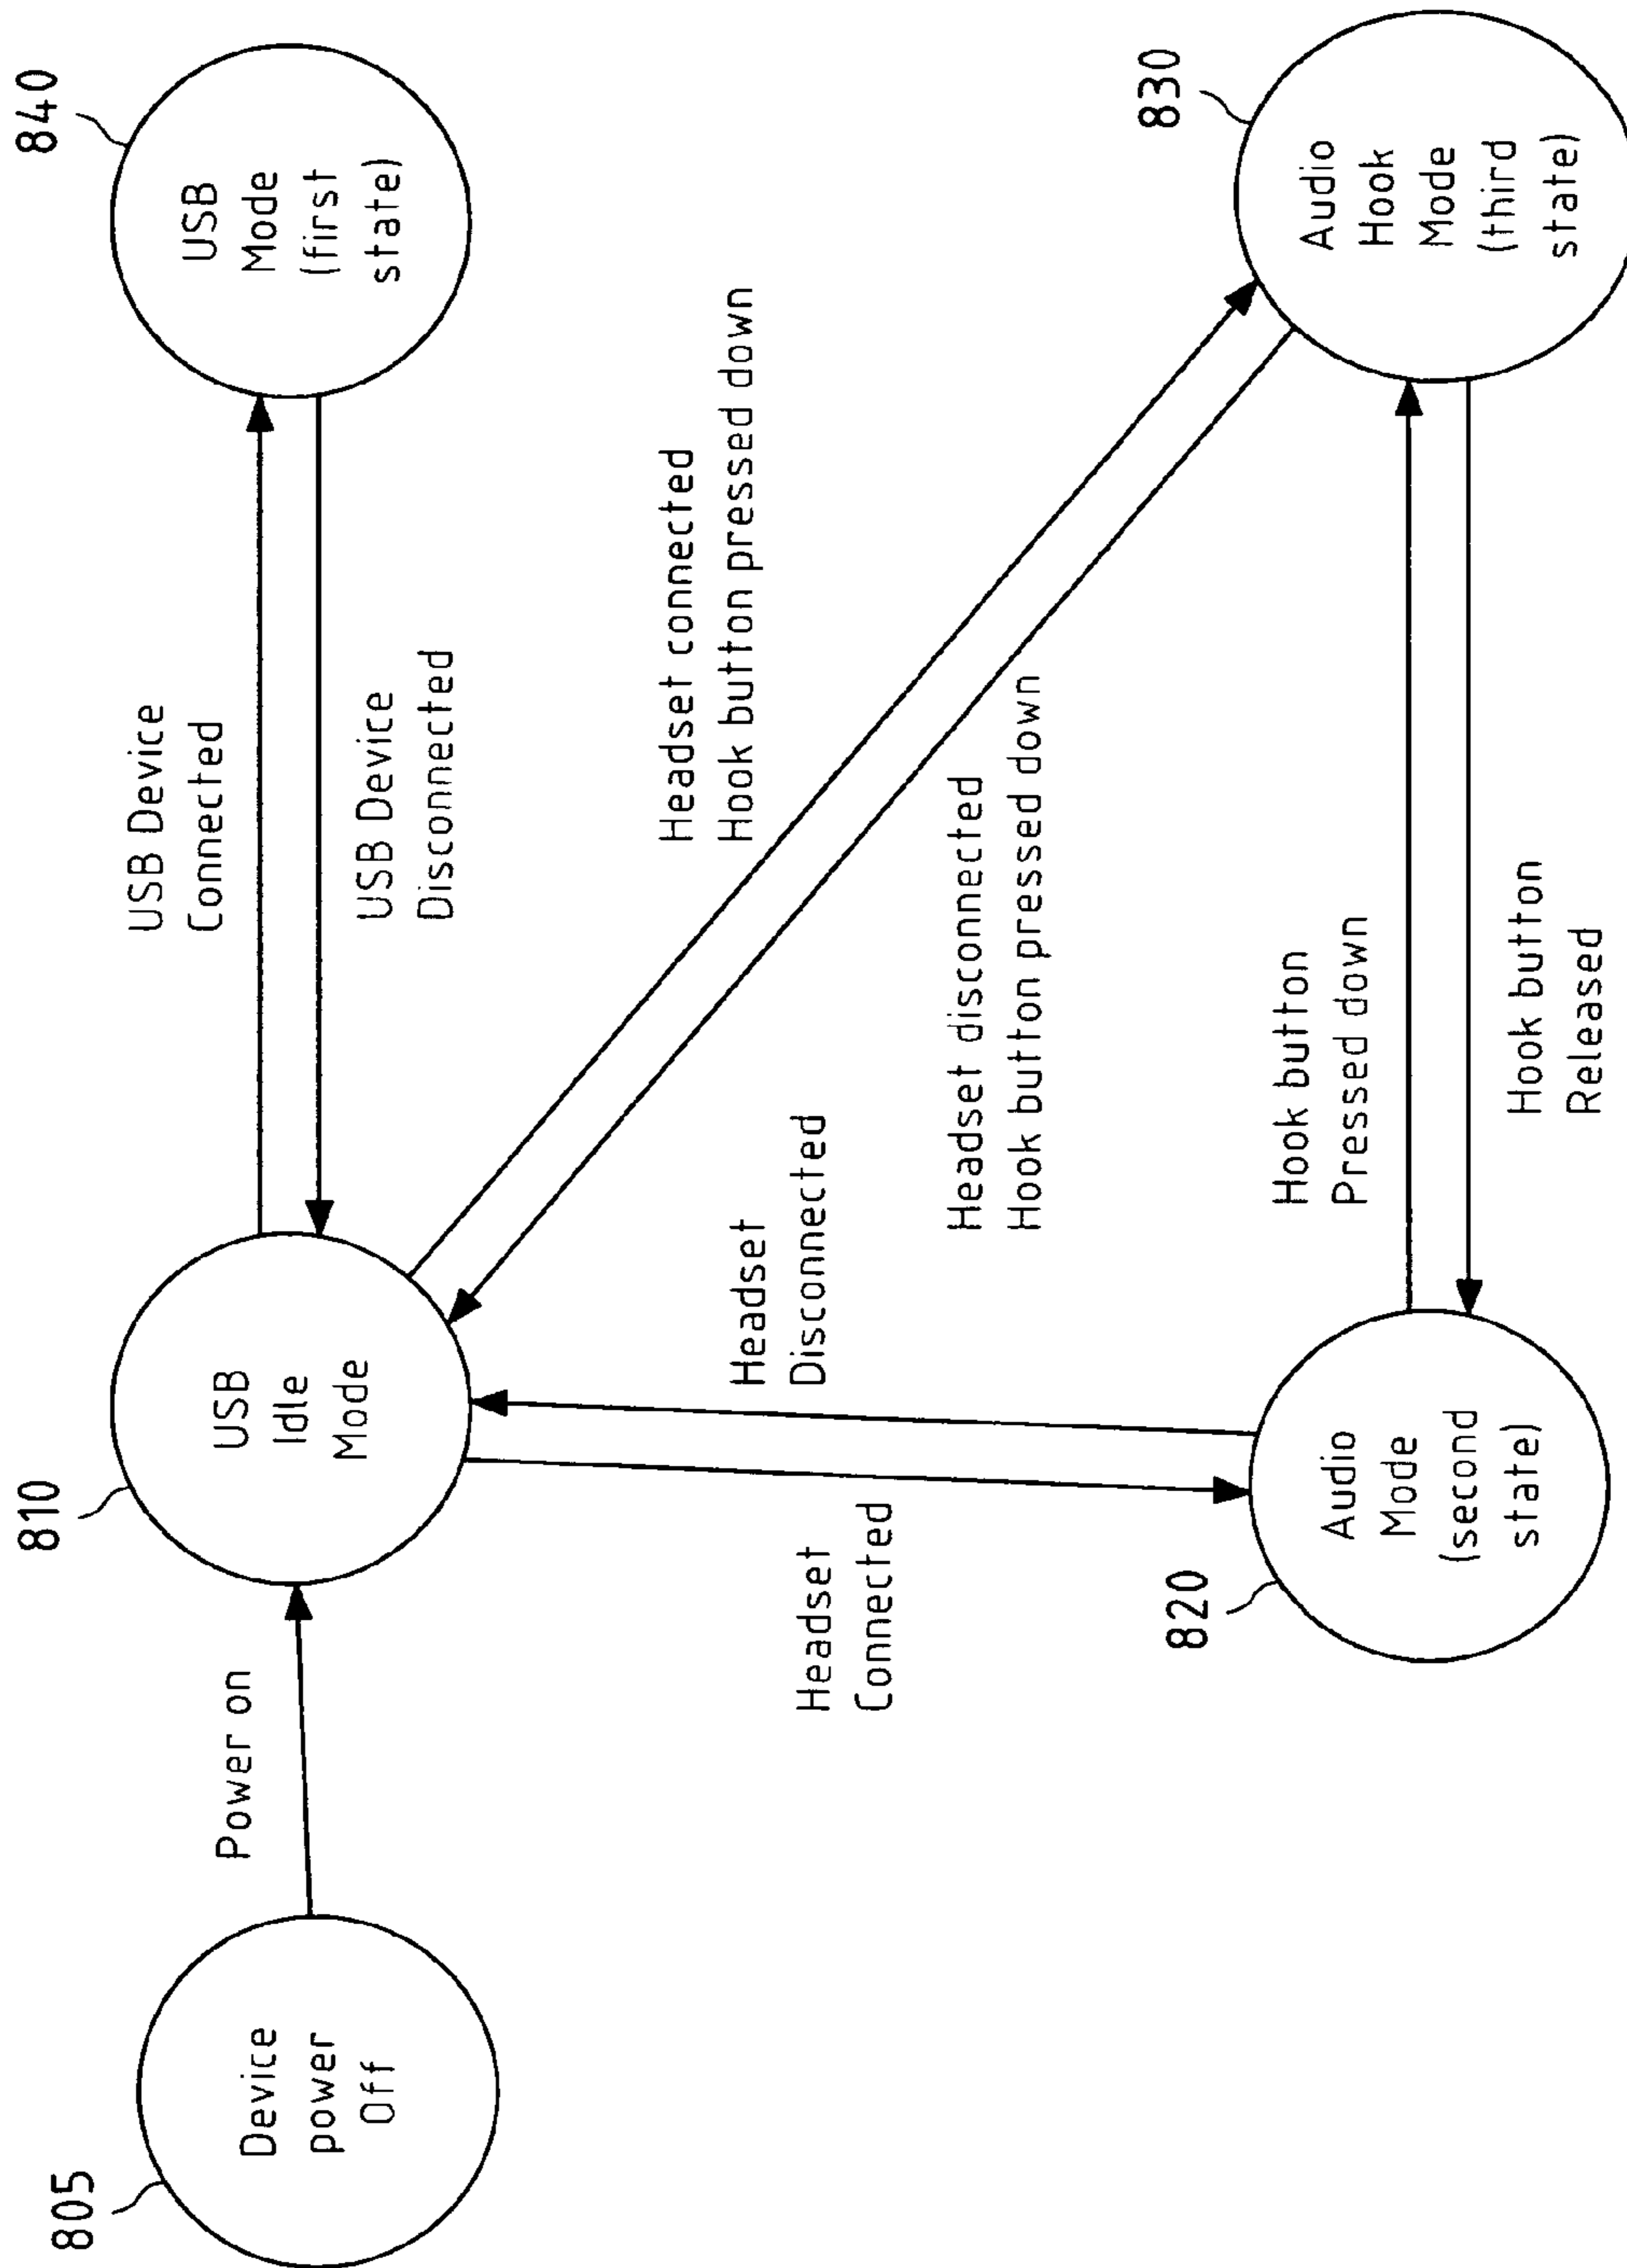 805
Device
power
Off
Power on
810
USB
Idle
Mode
USB Device
Connected
USB Device
Disconnected
840
USB
Mode
(first
state)
Headset connected
Hook button pressed down
Headset disconnected
Hook button pressed down
Headset
Disconnected
Headset
Connected
820
Audio
Mode
(second
state)
Hook button
Pressed down
Hook button
Released
830
Audio
Hook
Mode
(third
state)